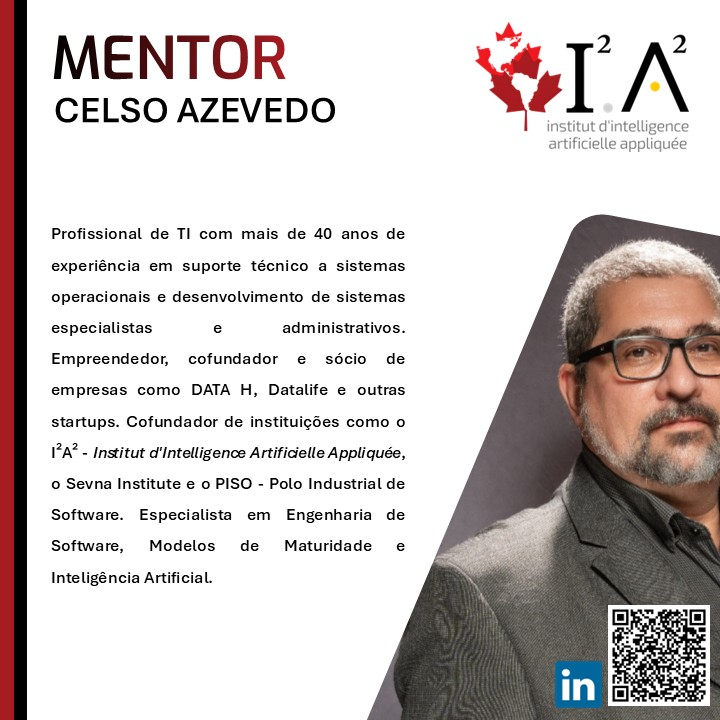 MENTOR
CELSO AZEVEDO
I².A²
institut d'intelligence
artificielle appliquée
Profissional de TI com mais de 40 anos de
experiência em suporte técnico a sistemas
operacionais e desenvolvimento de sistemas
especialistas e administrativos.
Empreendedor, cofundador e sócio de
empresas como DATA H, Datalife e outras
startups. Cofundador de instituições como o
I²A² - Institut d'Intelligence Artificielle Appliquée,
o Sevna Institute e o PISO - Polo Industrial de
Software. Especialista em Engenharia de
Software, Modelos de Maturidade e
Inteligência Artificial.
in